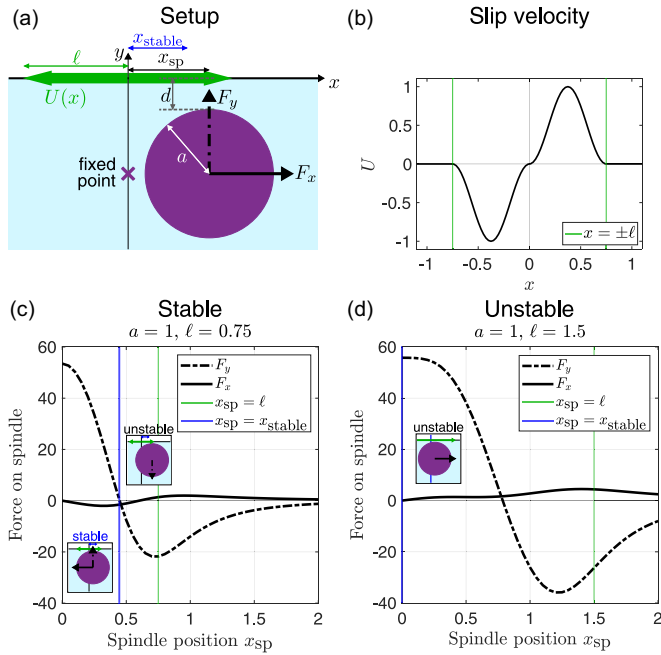 (a) Setup
x_stable
y
x_sp
ℓ
x
U(x)
d
F_y
a
fixed
point
F_x
(b) Slip velocity
1
0.5
0
-0.5
-1
U
-1 -0.5 0 0.5 1
x
x = ±ℓ
(c) Stable
a = 1, ℓ = 0.75
60
40
20
0
-20
-40
Force on spindle
F_y
F_x
x_sp = ℓ
x_sp = x_stable
unstable
stable
0 0.5 1 1.5 2
Spindle position x_sp
(d) Unstable
a = 1, ℓ = 1.5
60
40
20
0
-20
-40
Force on spindle
F_y
F_x
x_sp = ℓ
x_sp = x_stable
unstable
0 0.5 1 1.5 2
Spindle position x_sp